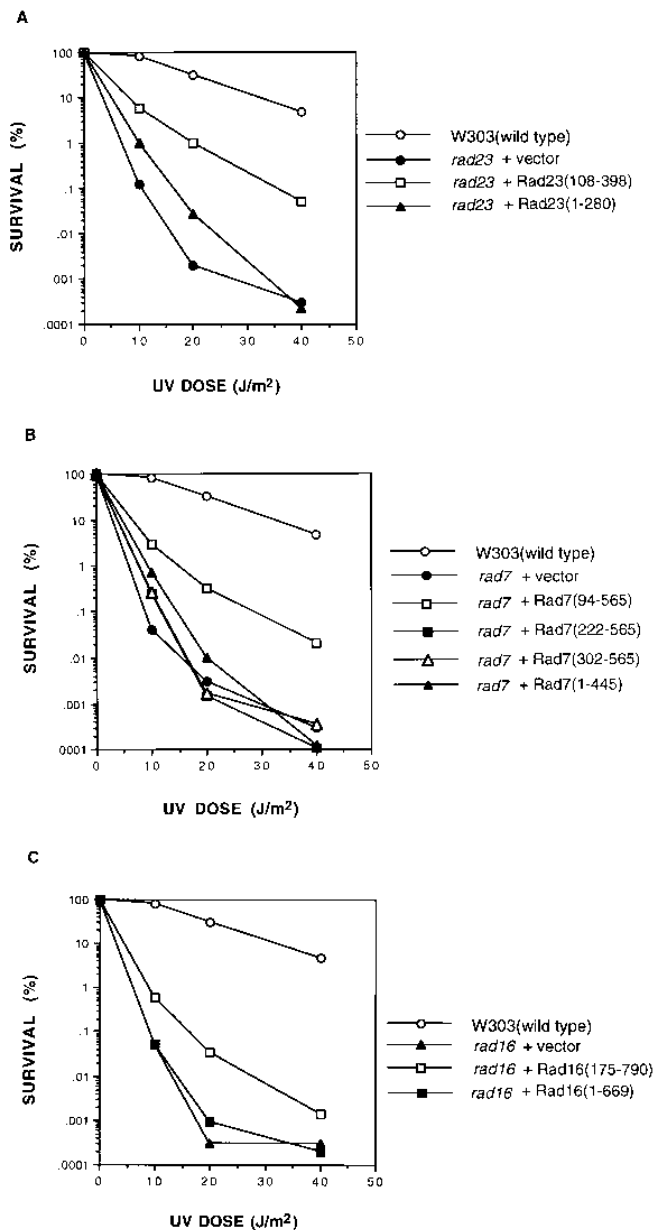 A
100
10
1
.1
.01
.001
.0001
0
10
20
30
40
50
SURVIVAL (%)
UV DOSE (J/m²)
W303(wild type)
rad23 + vector
rad23 + Rad23(108-398)
rad23 + Rad23(1-280)
B
100
10
1
.1
.01
.001
.0001
0
10
20
30
40
50
SURVIVAL (%)
UV DOSE (J/m²)
W303(wild type)
rad7 + vector
rad7 + Rad7(94-565)
rad7 + Rad7(222-565)
rad7 + Rad7(302-565)
rad7 + Rad7(1-445)
C
100
10
1
.1
.01
.001
.0001
0
10
20
30
40
50
SURVIVAL (%)
UV DOSE (J/m²)
W303(wild type)
rad16 + vector
rad16 + Rad16(175-790)
rad16 + Rad16(1-669)